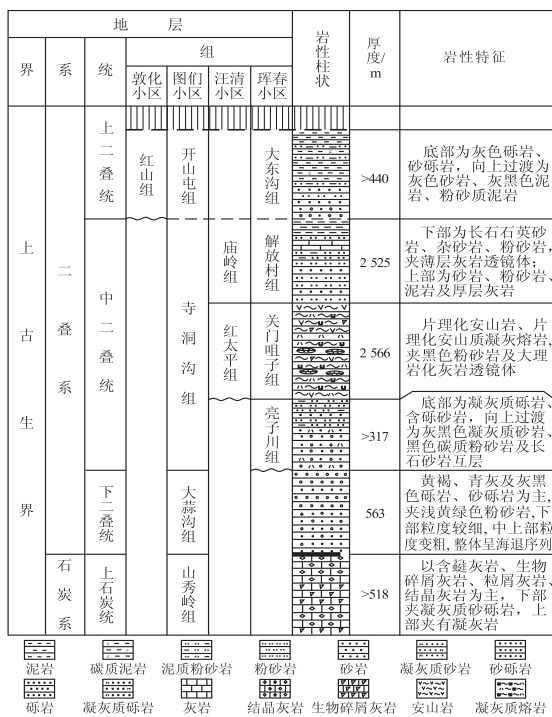 地 层
岩性柱状
厚度/m
岩性特征
界
系
统
组
敦化小区
图们小区
汪清小区
珲春小区
上古生界
二叠系
石炭系
上二叠统
中二叠统
下二叠统
上石炭统
红山组
开山屯组
寺洞沟组
大蒜沟组
山秀岭组
庙岭组
红太平组
大东沟组
解放村组
关门咀子组
亮子川组
>440
底部为灰色砾岩、
砂砾岩，向上过渡为
灰色砂岩、灰黑色泥
岩、粉砂质泥岩
2 525
下部为长石石英砂
岩、杂砂岩、粉砂岩，
夹薄层灰岩透镜体；
上部为砂岩、粉砂岩、
泥岩及厚层灰岩
2 566
片理化安山岩、片
理化安山质凝灰熔岩，
夹黑色粉砂岩及大理
岩化灰岩透镜体
>317
底部为凝灰质砾岩、
含砾砂岩，向上过渡
为灰黑色凝灰质砂岩、
黑色碳质粉砂岩及长
石砂岩互层
563
黄褐、青灰及灰黑
色砾岩、砂砾岩为主，
夹浅黄绿色粉砂岩，下
部粒度较细，中上部粒
度变粗，整体呈海退序列
>518
以含䗴灰岩、生物
碎屑灰岩、粒屑灰岩、
结晶灰岩为主，下部
夹凝灰质砂砾岩，上
部夹有凝灰岩
泥岩 碳质泥岩 泥质粉砂岩 粉砂岩 砂岩 凝灰质砂岩 砂砾岩
砾岩 凝灰质砾岩 灰岩 结晶灰岩 生物碎屑灰岩 安山岩 凝灰质熔岩